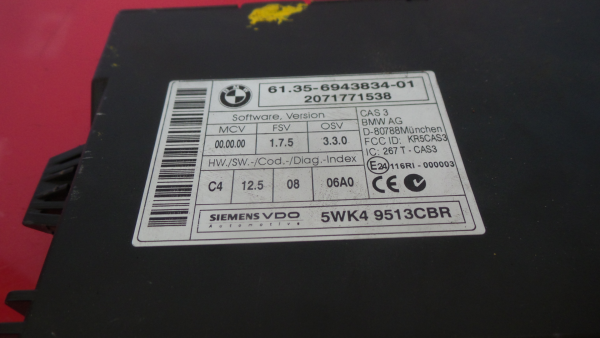 BMW
61.35-6943834-01
2071771538
Software, Version
MCV FSV OSV
00.00.00 1.7.5 3.3.0
HW./SW.-/Cod.-/Diag.-Index
C4 12.5 08 06A0
CAS 3
BMW AG
D-80788München
FCC ID: KR5CAS3
IC: 267 T - CAS3
E24 116RI - 000003
CE N
SIEMENS VDO
Automotive
5WK4 9513CBR